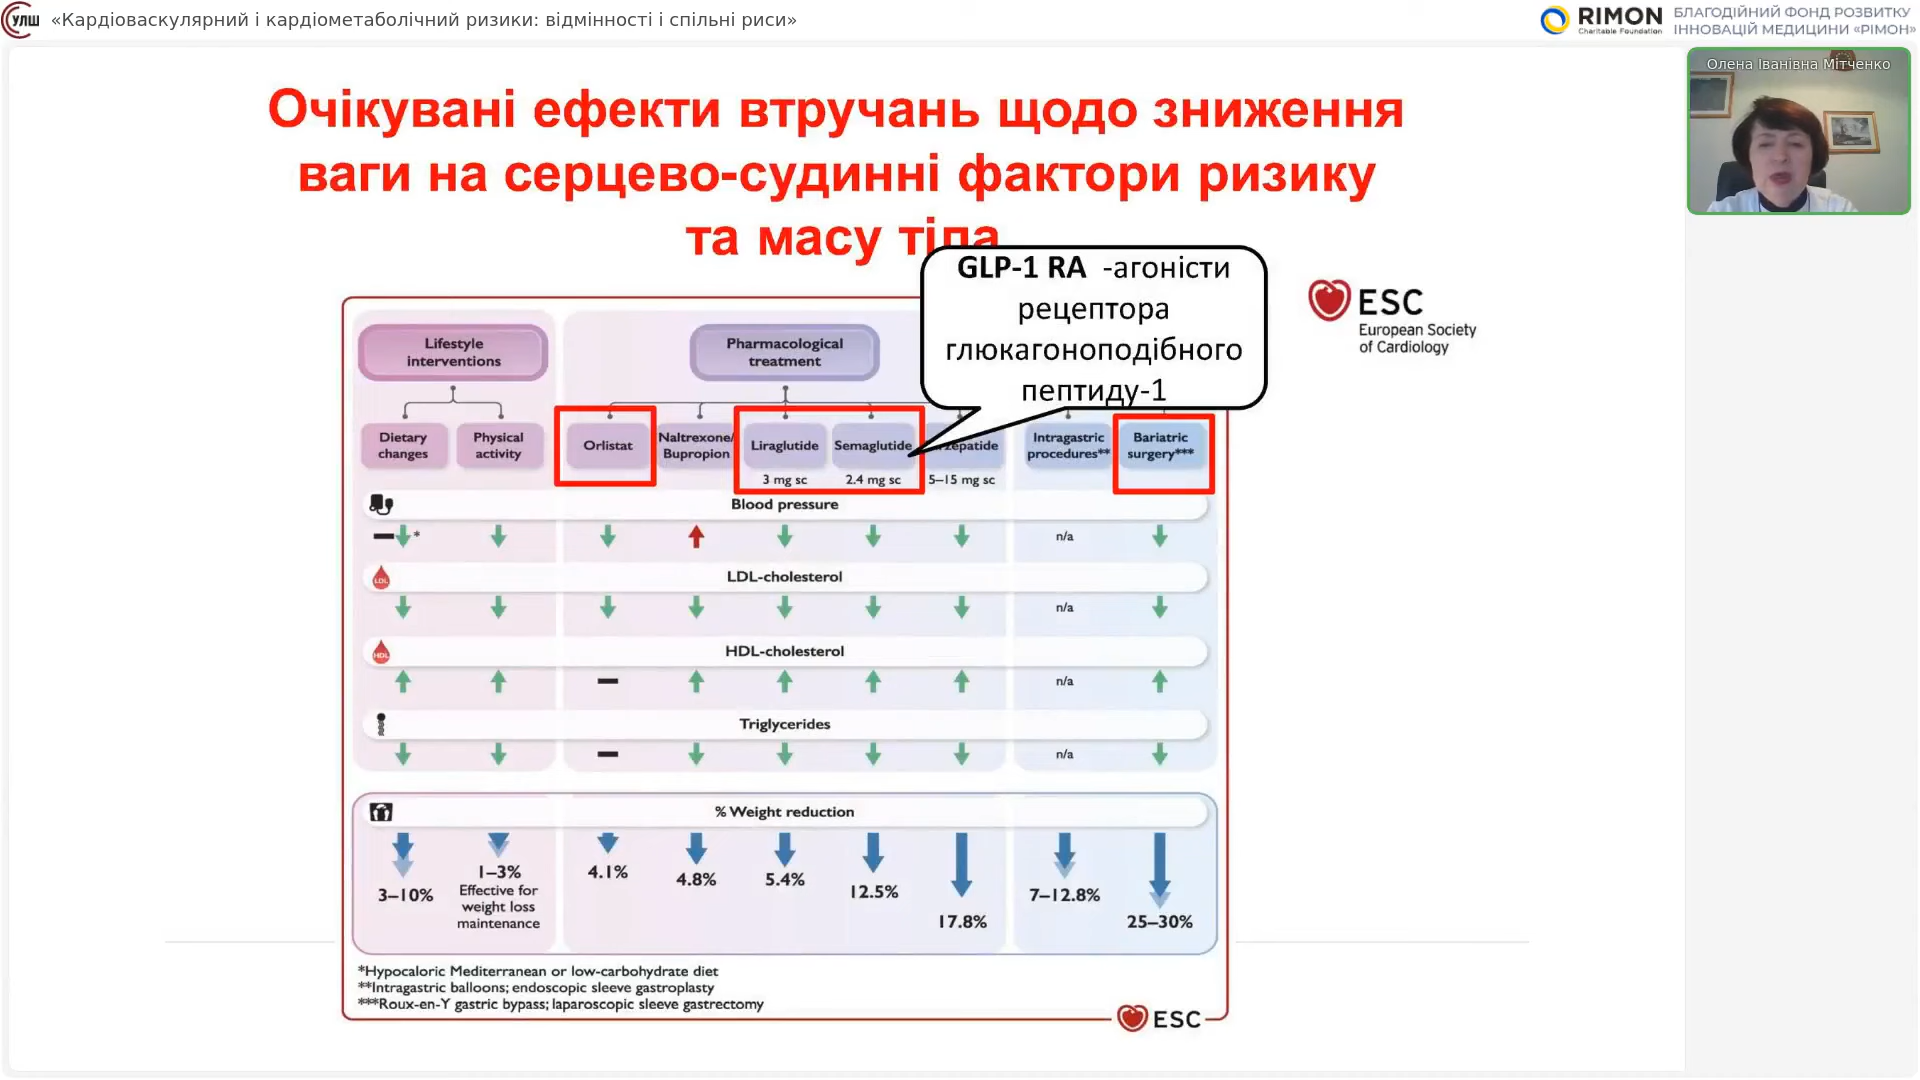 УЛШ «Кардіоваскулярний і кардіометаболічний ризики: відмінності і спільні риси»
RIMON
Charitable Foundation
БЛАГОДІЙНИЙ ФОНД РОЗВИТКУ
ІННОВАЦІЙ МЕДИЦИНИ «РІМОН»
Олена Іванівна Мітченко
Очікувані ефекти втручань щодо зниження
ваги на серцево-судинні фактори ризику
та масу тіла
GLP-1 RA -агоністи
рецептора
глюкагоноподібного
пептиду-1
ESC
European Society
of Cardiology
Lifestyle
interventions
Pharmacological
treatment
Dietary
changes
Physical
activity
Orlistat
Naltrexone/
Bupropion
Liraglutide
3 mg sc
Semaglutide
2.4 mg sc
zepatide
5–15 mg sc
Intragastric
procedures**
Bariatric
surgery***
Blood pressure
*
n/a
LDL
LDL-cholesterol
n/a
HDL
HDL-cholesterol
n/a
Triglycerides
n/a
% Weight reduction
3–10%
1–3%
Effective for
weight loss
maintenance
4.1%
4.8%
5.4%
12.5%
17.8%
7–12.8%
25–30%
*Hypocaloric Mediterranean or low-carbohydrate diet
**Intragastric balloons; endoscopic sleeve gastroplasty
***Roux-en-Y gastric bypass; laparoscopic sleeve gastrectomy
ESC